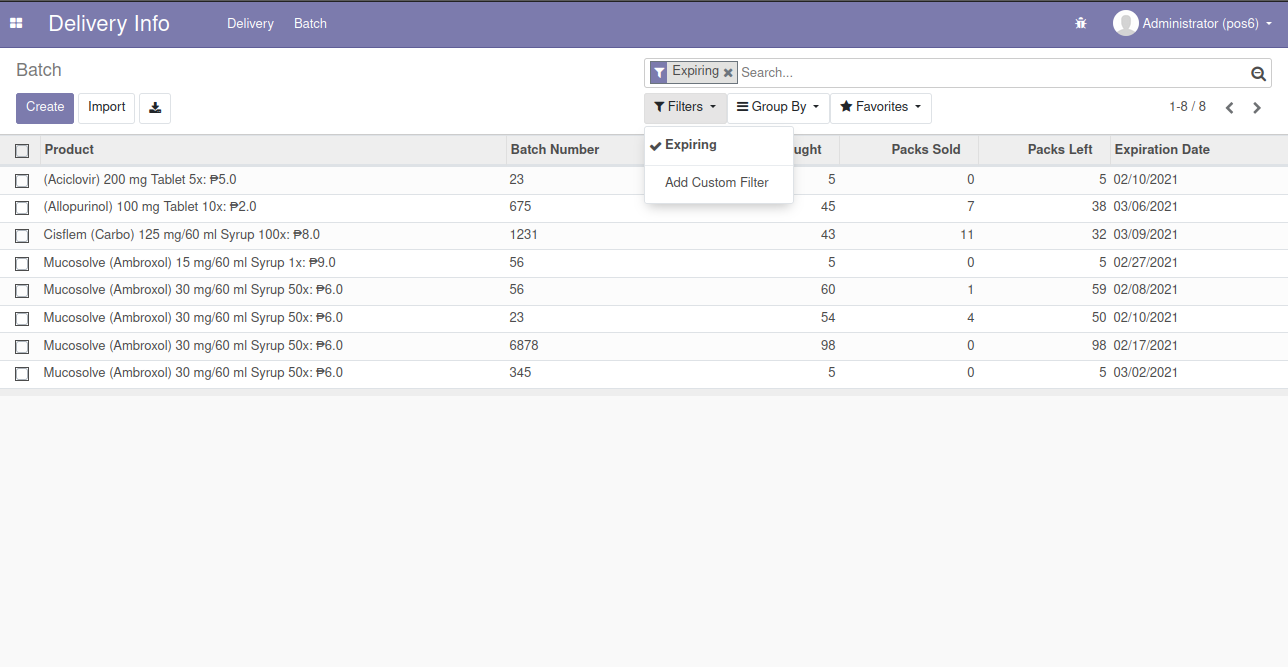 Delivery Info Delivery Batch Administrator (pos6)
Batch
Expiring Search...
Create Import Filters Group By Favorites 1-8 / 8
Expiring
Add Custom Filter
Product Batch Number ught Packs Sold Packs Left Expiration Date
(Aciclovir) 200 mg Tablet 5x: ₱5.0 23 5 0 5 02/10/2021
(Allopurinol) 100 mg Tablet 10x: ₱2.0 675 45 7 38 03/06/2021
Cisflem (Carbo) 125 mg/60 ml Syrup 100x: ₱8.0 1231 43 11 32 03/09/2021
Mucosolve (Ambroxol) 15 mg/60 ml Syrup 1x: ₱9.0 56 5 0 5 02/27/2021
Mucosolve (Ambroxol) 30 mg/60 ml Syrup 50x: ₱6.0 56 60 1 59 02/08/2021
Mucosolve (Ambroxol) 30 mg/60 ml Syrup 50x: ₱6.0 23 54 4 50 02/10/2021
Mucosolve (Ambroxol) 30 mg/60 ml Syrup 50x: ₱6.0 6878 98 0 98 02/17/2021
Mucosolve (Ambroxol) 30 mg/60 ml Syrup 50x: ₱6.0 345 5 0 5 03/02/2021